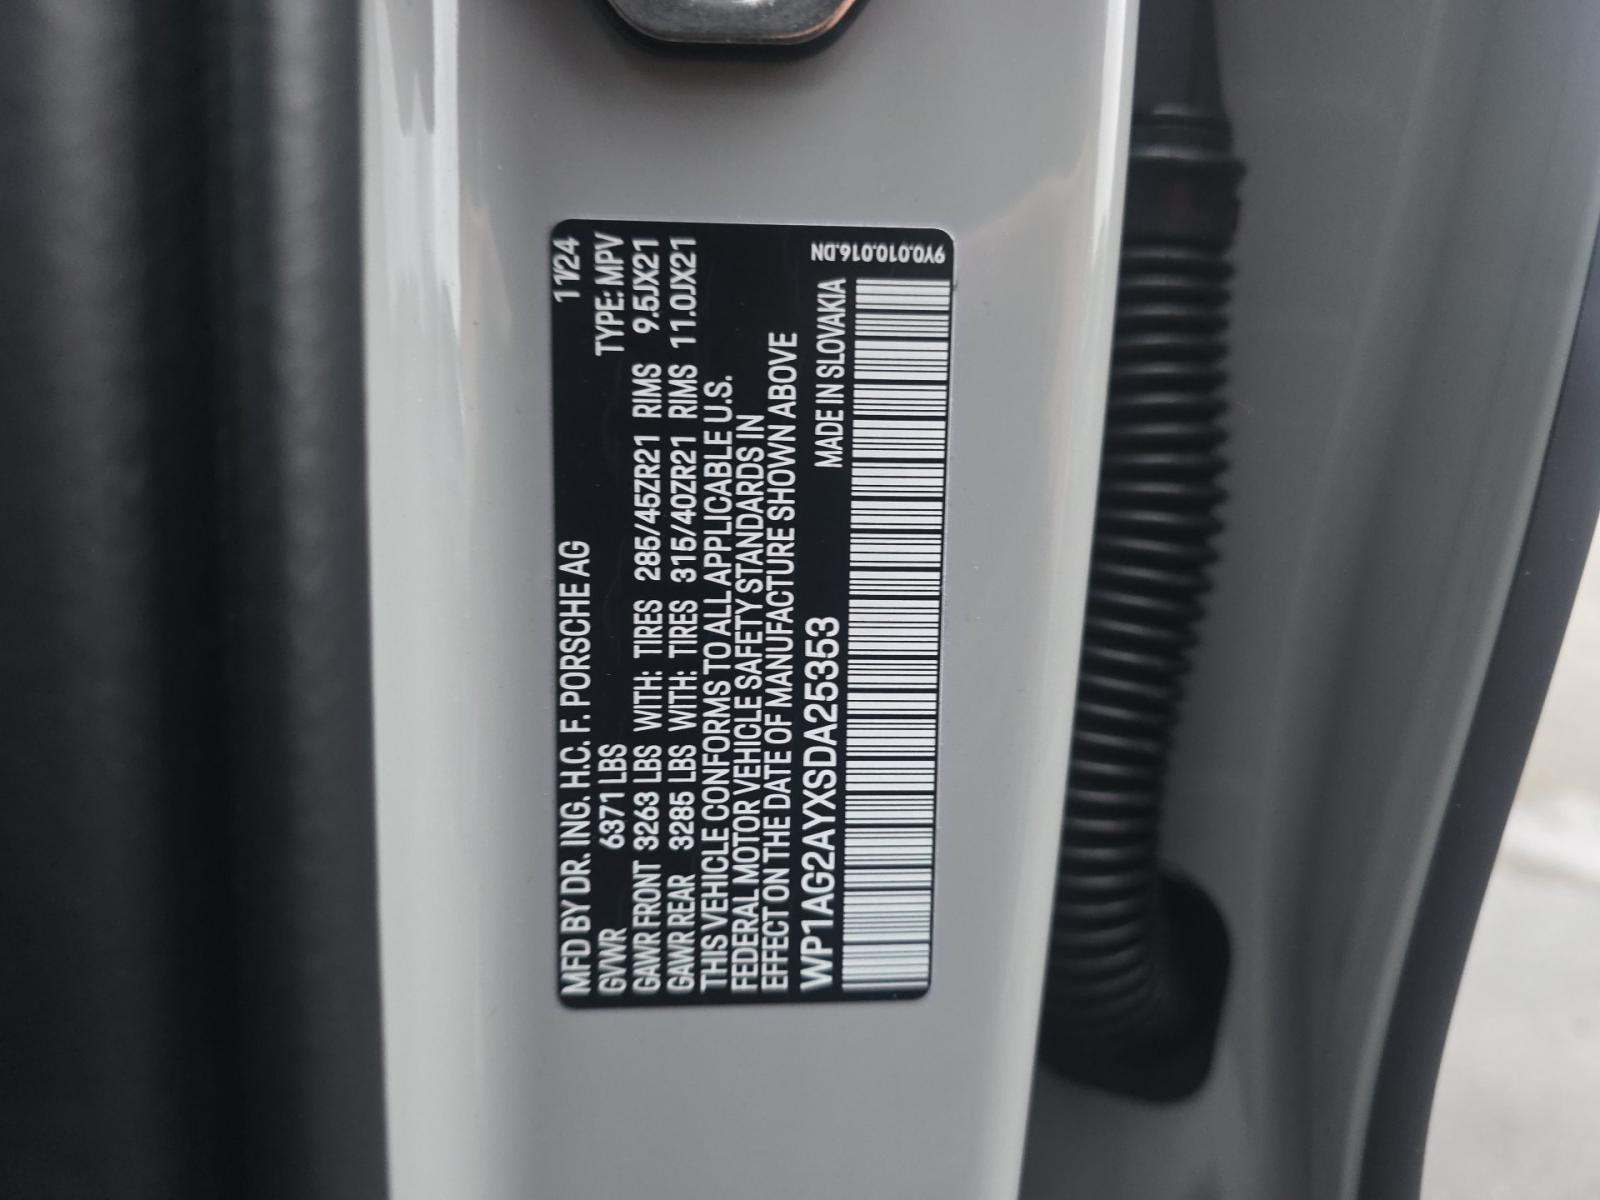 MFD BY DR. ING. H.C. F. PORSCHE AG 11/24
GVWR 6371 LBS TYPE: MPV
GAWR FRONT 3263 LBS WITH: TIRES 285/45ZR21 RIMS 9.5JX21
GAWR REAR 3285 LBS WITH: TIRES 315/40ZR21 RIMS 11.0JX21
THIS VEHICLE CONFORMS TO ALL APPLICABLE U.S.
FEDERAL MOTOR VEHICLE SAFETY STANDARDS IN
EFFECT ON THE DATE OF MANUFACTURE SHOWN ABOVE
WP1AG2AYXSDA25353 MADE IN SLOVAKIA
9Y0.010.016.DN